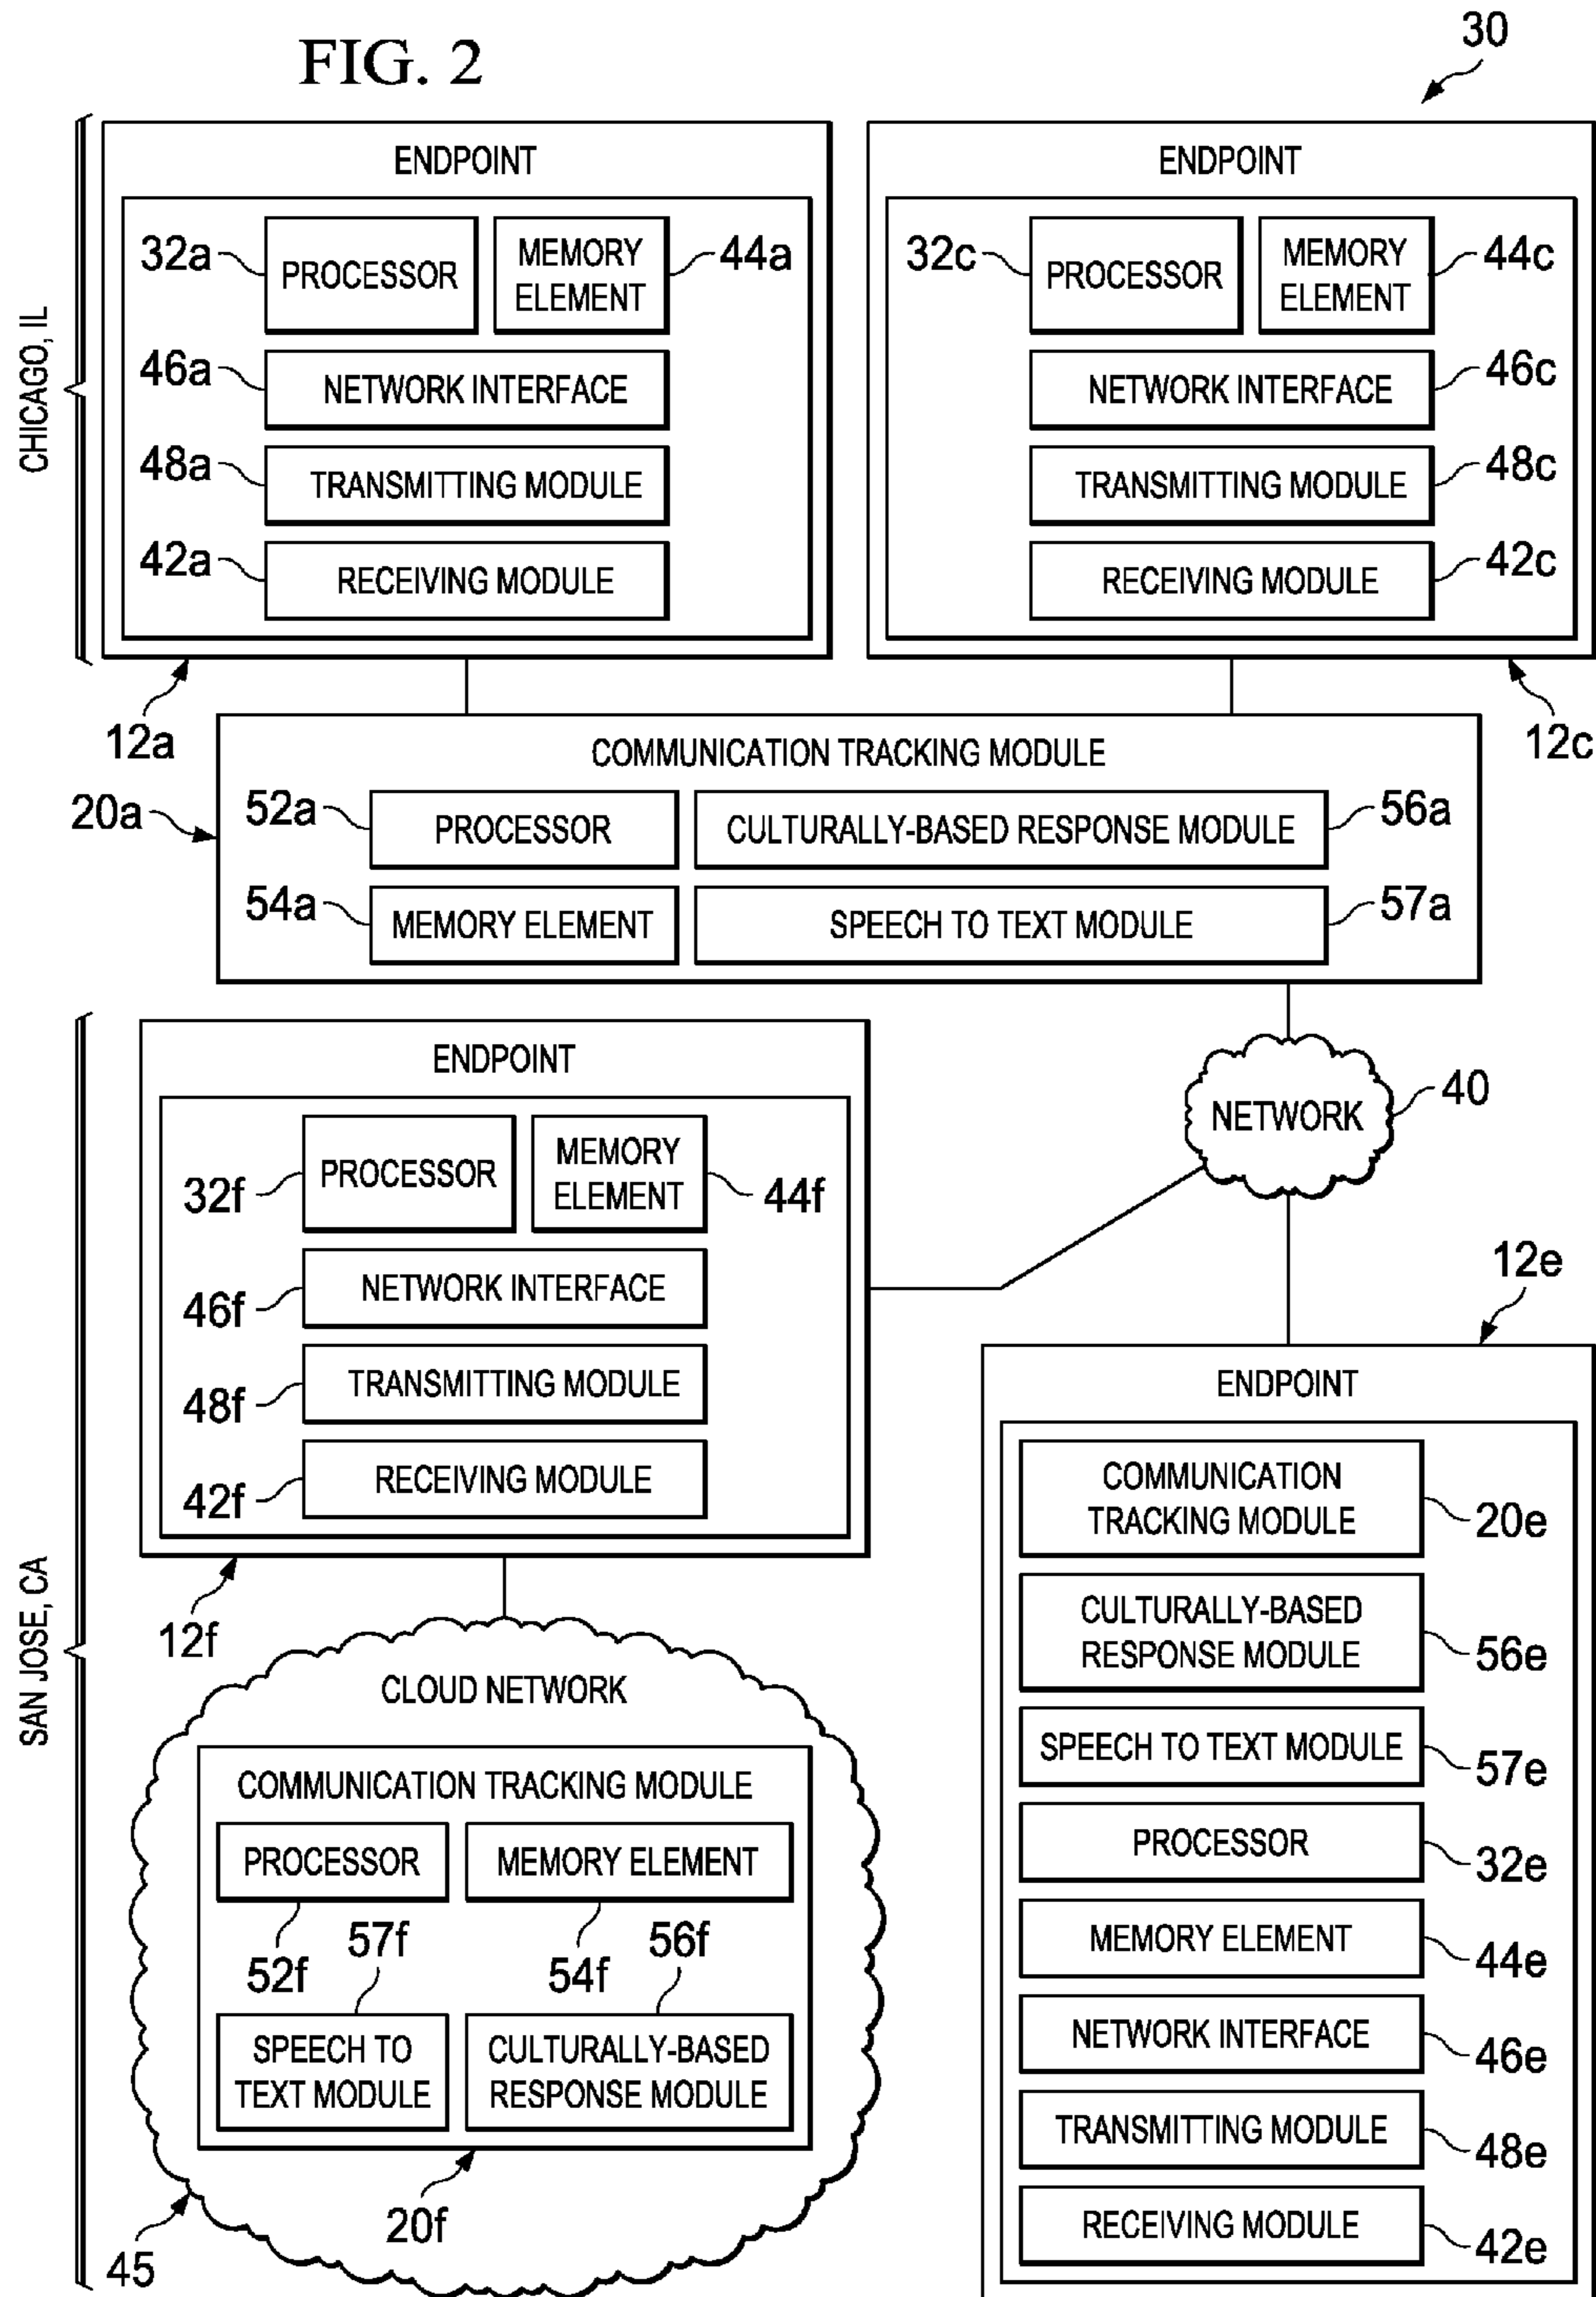 FIG. 2
30
CHICAGO, IL
ENDPOINT
32a
PROCESSOR
MEMORY
ELEMENT
44a
46a
NETWORK INTERFACE
48a
TRANSMITTING MODULE
42a
RECEIVING MODULE
12a
ENDPOINT
32c
PROCESSOR
MEMORY
ELEMENT
44c
NETWORK INTERFACE
46c
TRANSMITTING MODULE
48c
RECEIVING MODULE
42c
12c
COMMUNICATION TRACKING MODULE
20a
52a
PROCESSOR
CULTURALLY-BASED RESPONSE MODULE
56a
54a
MEMORY ELEMENT
SPEECH TO TEXT MODULE
57a
NETWORK
40
SAN JOSE, CA
ENDPOINT
32f
PROCESSOR
MEMORY
ELEMENT
44f
46f
NETWORK INTERFACE
48f
TRANSMITTING MODULE
42f
RECEIVING MODULE
12f
CLOUD NETWORK
COMMUNICATION TRACKING MODULE
PROCESSOR
MEMORY ELEMENT
52f
57f
54f
56f
SPEECH TO
TEXT MODULE
CULTURALLY-BASED
RESPONSE MODULE
20f
45
12e
ENDPOINT
COMMUNICATION
TRACKING MODULE
20e
CULTURALLY-BASED
RESPONSE MODULE
56e
SPEECH TO TEXT MODULE
57e
PROCESSOR
32e
MEMORY ELEMENT
44e
NETWORK INTERFACE
46e
TRANSMITTING MODULE
48e
RECEIVING MODULE
42e